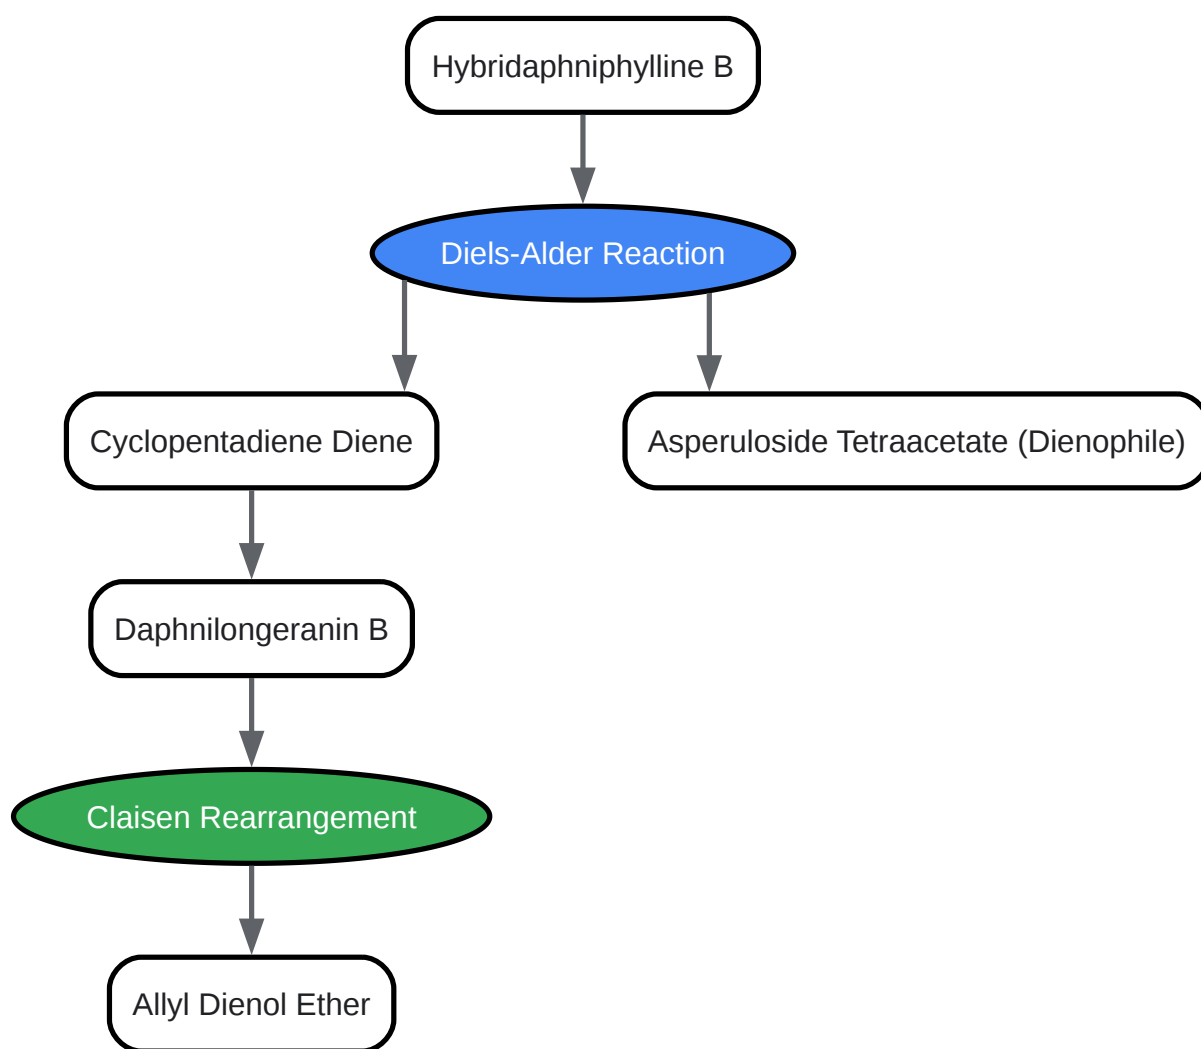 Hybridaphniphylline B
Diels-Alder Reaction
Cyclopentadiene Diene
Asperuloside Tetraacetate (Dienophile)
Daphnilongeranin B
Claisen Rearrangement
Allyl Dienol Ether